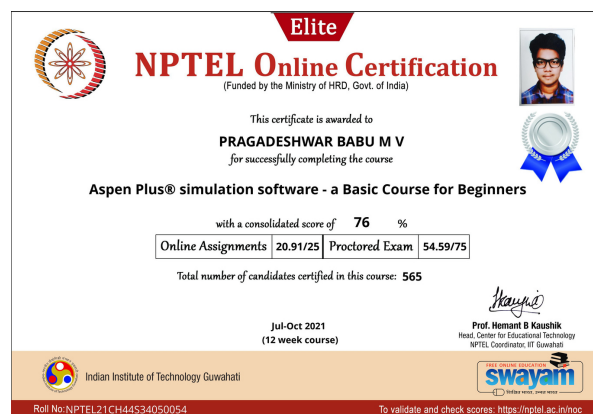 Elite
NPTEL Online Certification
(Funded by the Ministry of HRD, Govt. of India)
This certificate is awarded to
PRAGADESHWAR BABU M V
for successfully completing the course
Aspen Plus® simulation software - a Basic Course for Beginners
with a consolidated score of 76 %
Online Assignments 20.91/25 Proctored Exam 54.59/75
Total number of candidates certified in this course: 565
Jul-Oct 2021
(12 week course)
Prof. Hemant B Kaushik
Head, Center for Educational Technology
NPTEL Coordinator, IIT Guwahati
Indian Institute of Technology Guwahati
FREE ONLINE EDUCATION
swayam
शिक्षित भारत, उन्नत भारत
Roll No:NPTEL21CH44S34050054
To validate and check scores: https://nptel.ac.in/noc